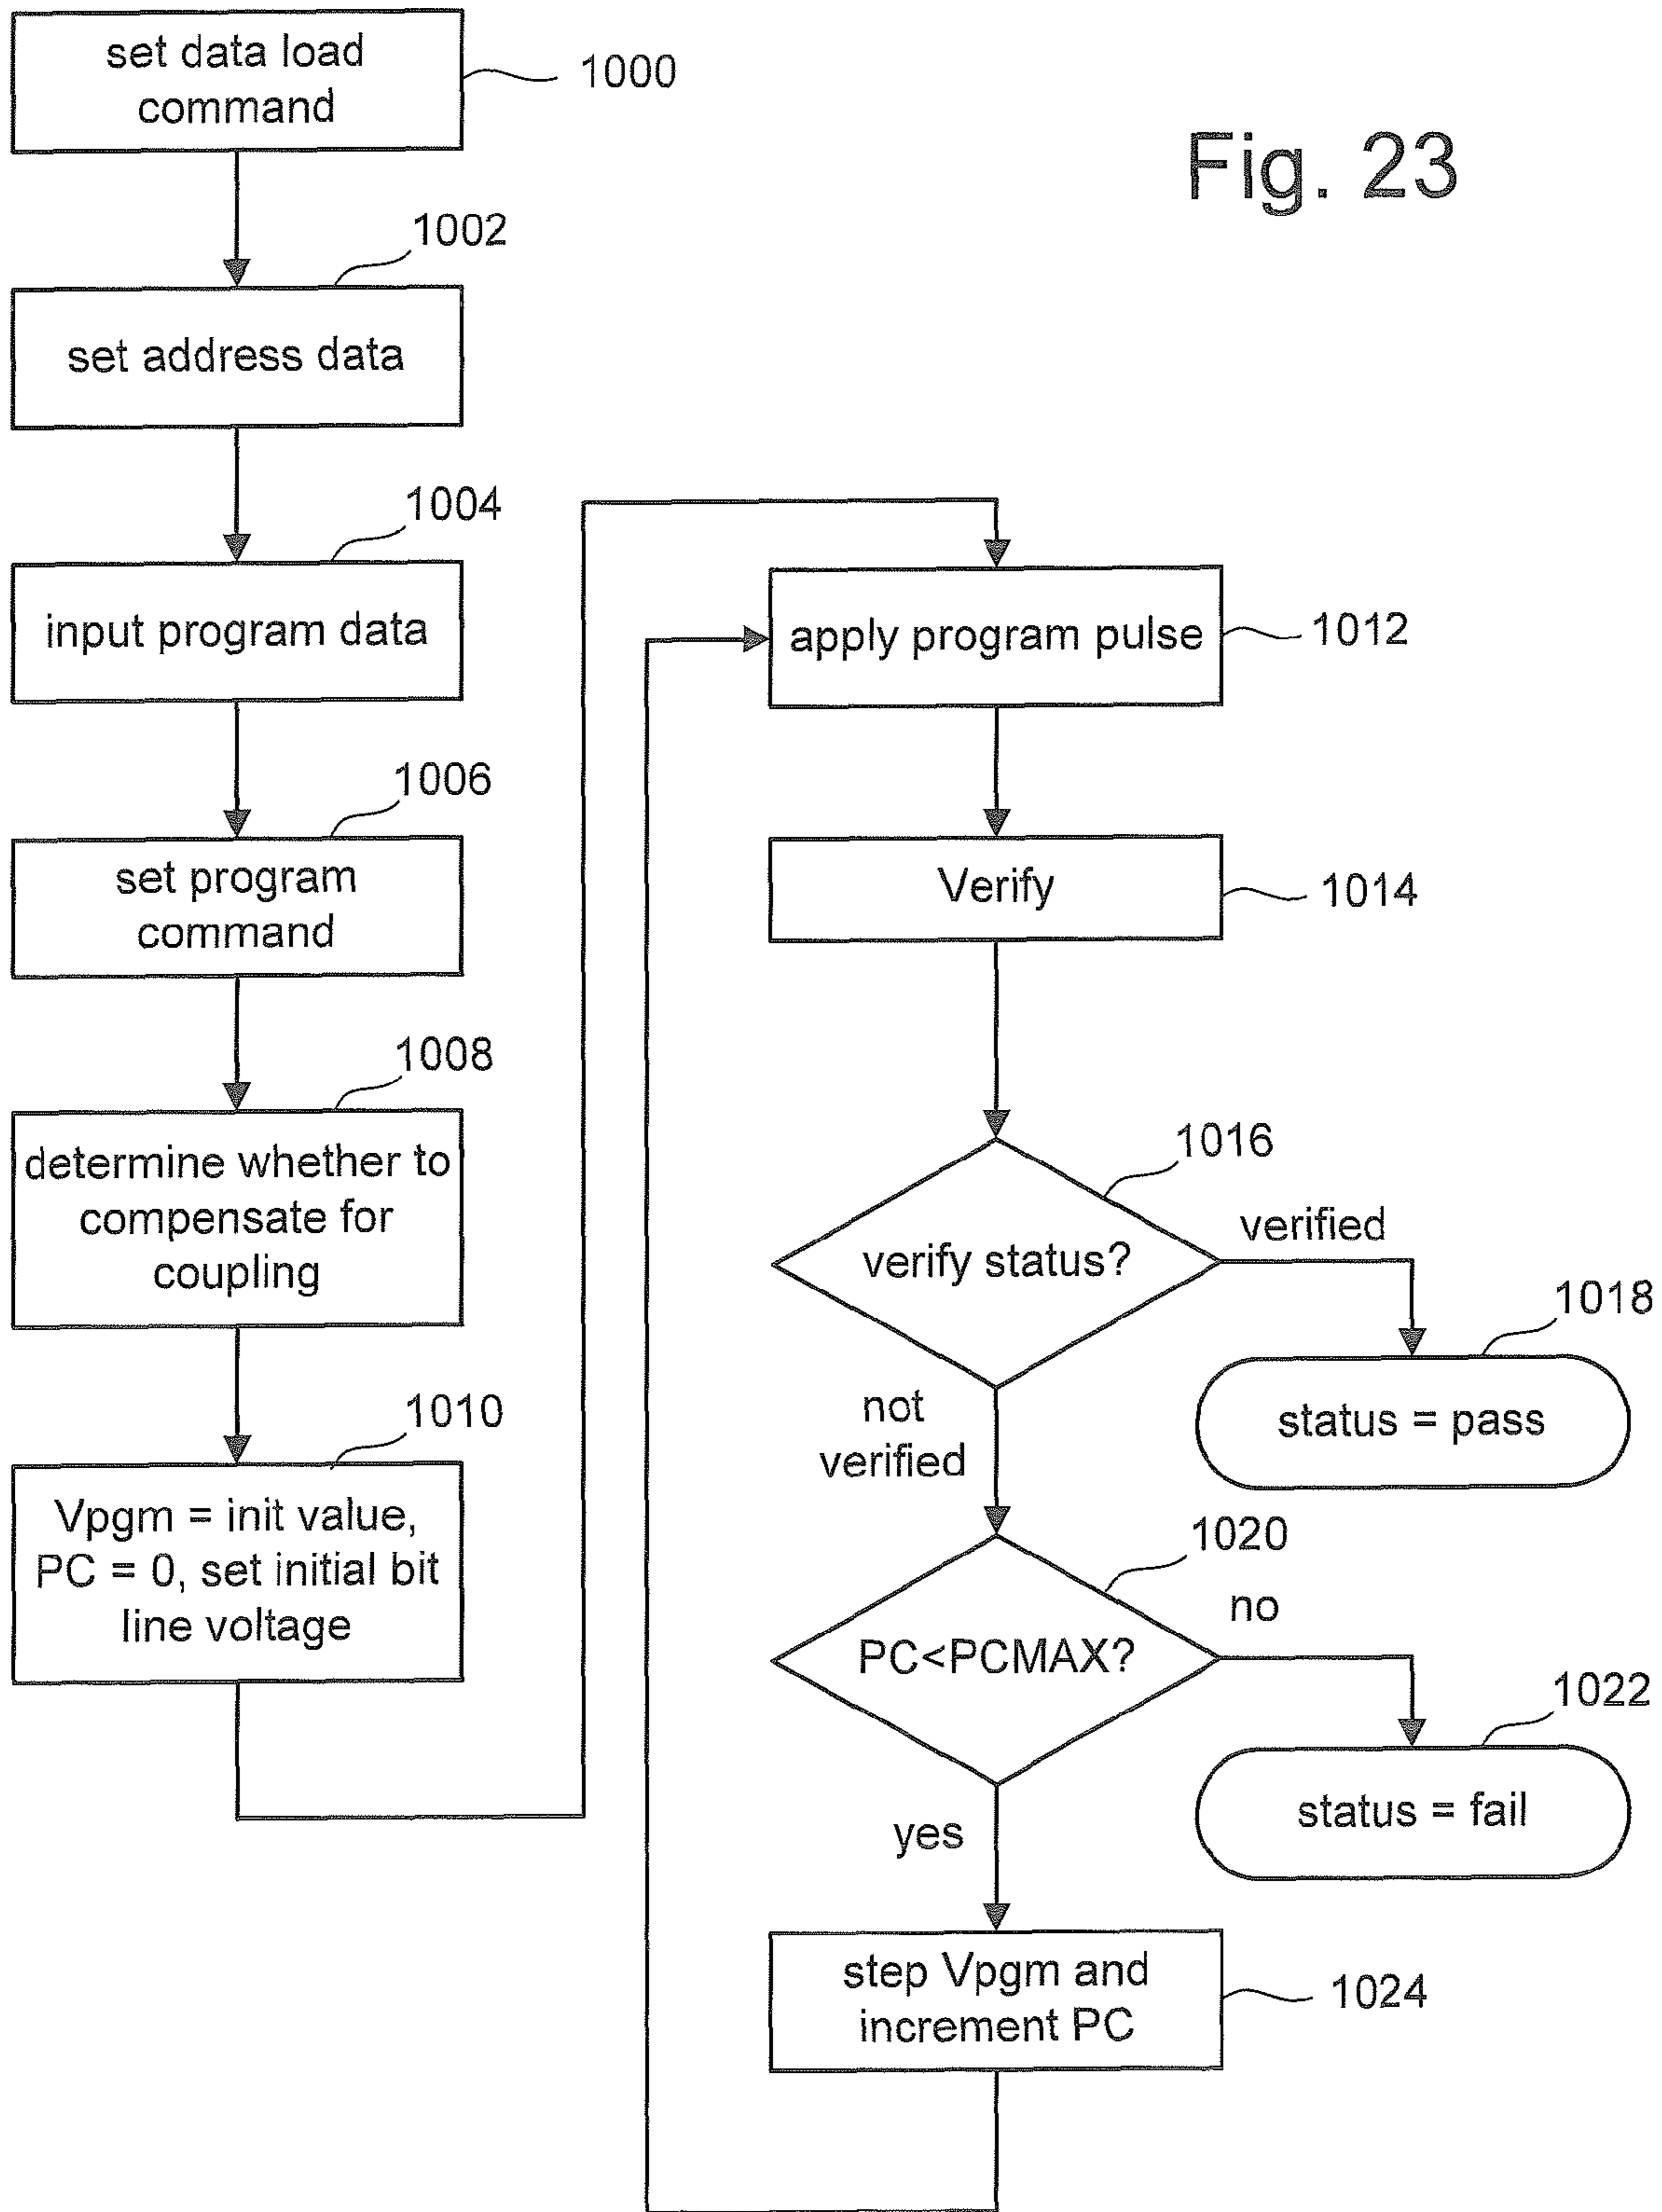 Fig. 23
set data load
command
1000
1002
set address data
1004
input program data
1006
set program
command
1008
determine whether to
compensate for
coupling
1010
Vpgm = init value,
PC = 0, set initial bit
line voltage
apply program pulse
1012
Verify
1014
1016
verify status?
verified
1018
status = pass
not
verified
1020
PC<PCMAX?
no
1022
status = fail
yes
step Vpgm and
increment PC
1024